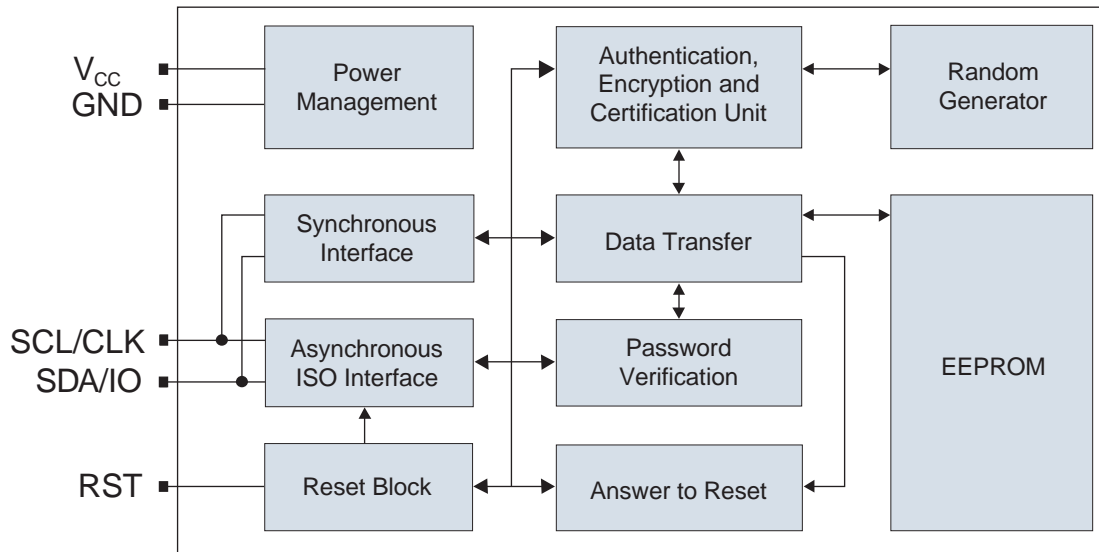 V_CC
GND
Power
Management
Authentication,
Encryption and
Certification Unit
Random
Generator
Synchronous
Interface
Data Transfer
EEPROM
SCL/CLK
SDA/IO
Asynchronous
ISO Interface
Password
Verification
RST
Reset Block
Answer to Reset